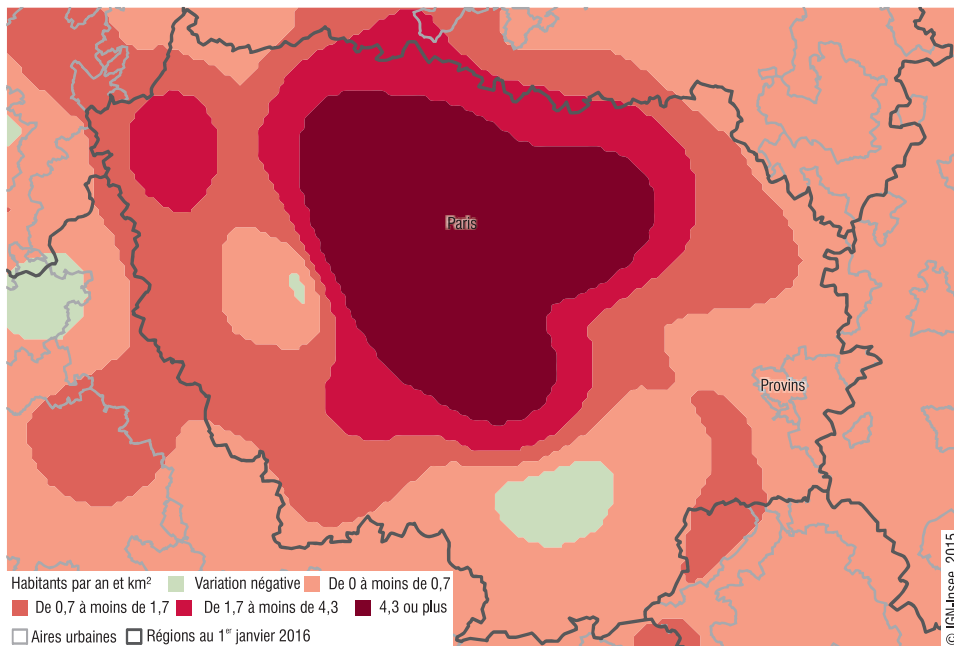 Paris
Provins
Habitants par an et km² Variation négative De 0 à moins de 0,7
De 0,7 à moins de 1,7 De 1,7 à moins de 4,3 4,3 ou plus
Aires urbaines Régions au 1er janvier 2016
© IGN-Insee, 2015